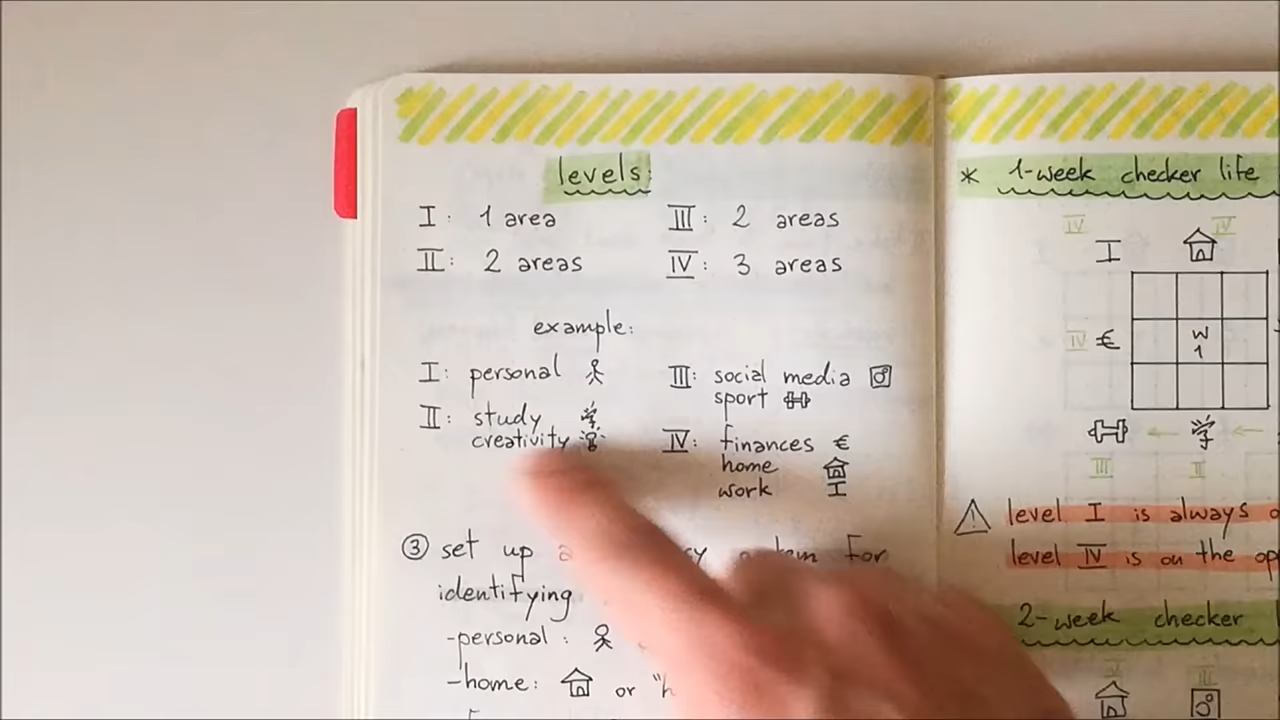 levels:
I: 1 area
II: 2 areas
III: 2 areas
IV: 3 areas
example:
I: personal
II: study
creativity
III: social media
sport
IV: finances €
home
work I
③ set up for
identifying
-personal:
-home: or "h
* 1-week checker life
IV IV
I
IV €
W
1
III II
level I is always
level IV is on the op
2-week checker
III